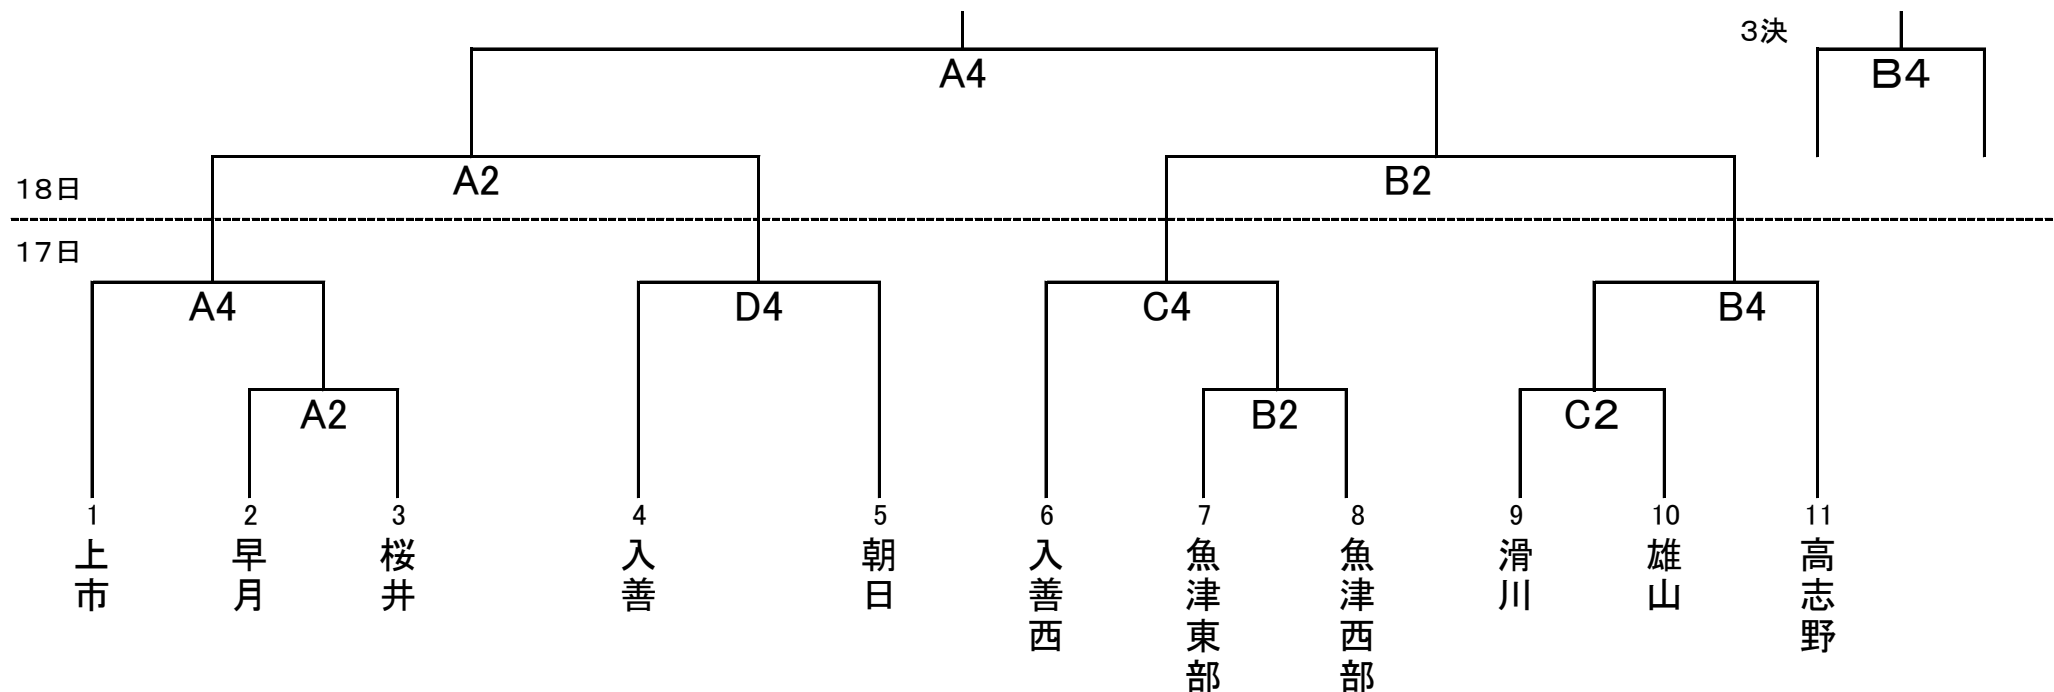 3決
A4
B4
A2
B2
18日
17日
A4
D4
C4
B4
A2
B2
C2
1
2
3
4
5
6
7
8
9
10
11
上市
早月
桜井
入善
朝日
入善西
魚津東部
魚津西部
滑川
雄山
高志野